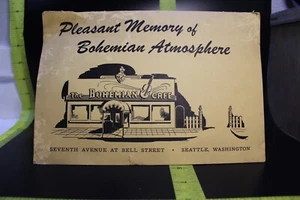 Pleasant Memory of
Bohemian Atmosphere
The BOHEMIAN CAFE
SEVENTH AVENUE AT BELL STREET • SEATTLE, WASHINGTON